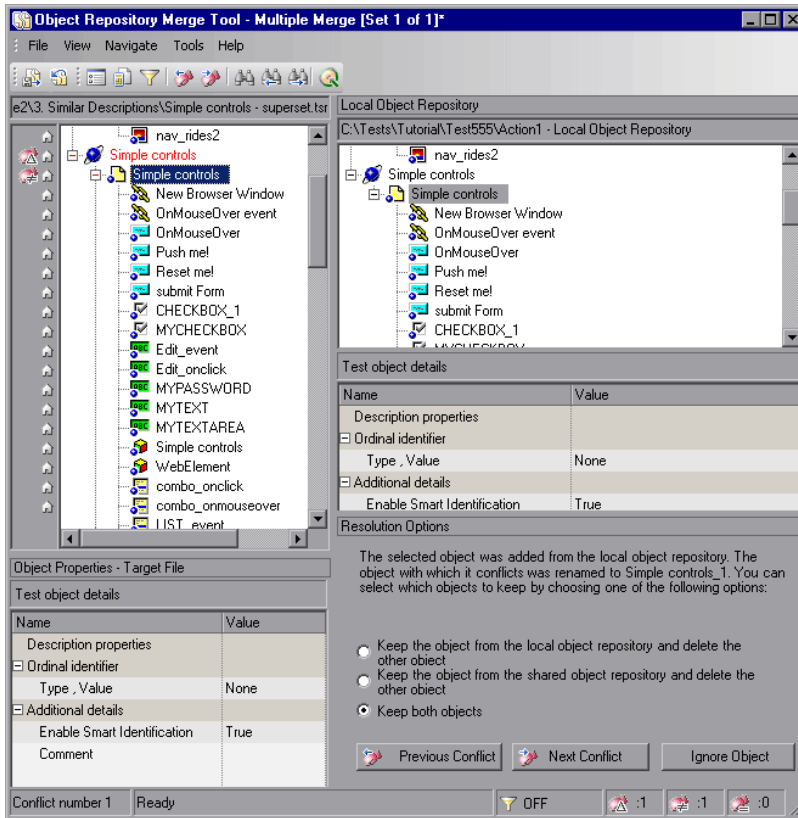 Object Repository Merge Tool - Multiple Merge [Set 1 of 1]*
File View Navigate Tools Help
e2\3. Similar Descriptions\Simple controls - superset.tsr
nav_rides2
Simple controls
Simple controls
New Browser Window
OnMouseOver event
OnMouseOver
Push me!
Reset me!
submit Form
CHECKBOX_1
MYCHECKBOX
Edit_event
Edit_onclick
MYPASSWORD
MYTEXT
MYTEXTAREA
Simple controls
WebElement
combo_onclick
combo_onmouseover
LIST_event
Object Properties - Target File
Test object details
Name Value
Description properties
Ordinal identifier
Type , Value None
Additional details
Enable Smart Identification True
Comment
Local Object Repository
C:\Tests\Tutorial\Test555\Action1 - Local Object Repository
nav_rides2
Simple controls
Simple controls
New Browser Window
OnMouseOver event
OnMouseOver
Push me!
Reset me!
submit Form
CHECKBOX_1
MYCHECKBOX
Test object details
Name Value
Description properties
Ordinal identifier
Type , Value None
Additional details
Enable Smart Identification True
Resolution Options
The selected object was added from the local object repository. The
object with which it conflicts was renamed to Simple controls_1. You can
select which objects to keep by choosing one of the following options:
Keep the object from the local object repository and delete the
other object
Keep the object from the shared object repository and delete the
other object
Keep both objects
Previous Conflict Next Conflict Ignore Object
Conflict number 1 Ready OFF :1 :1 :0